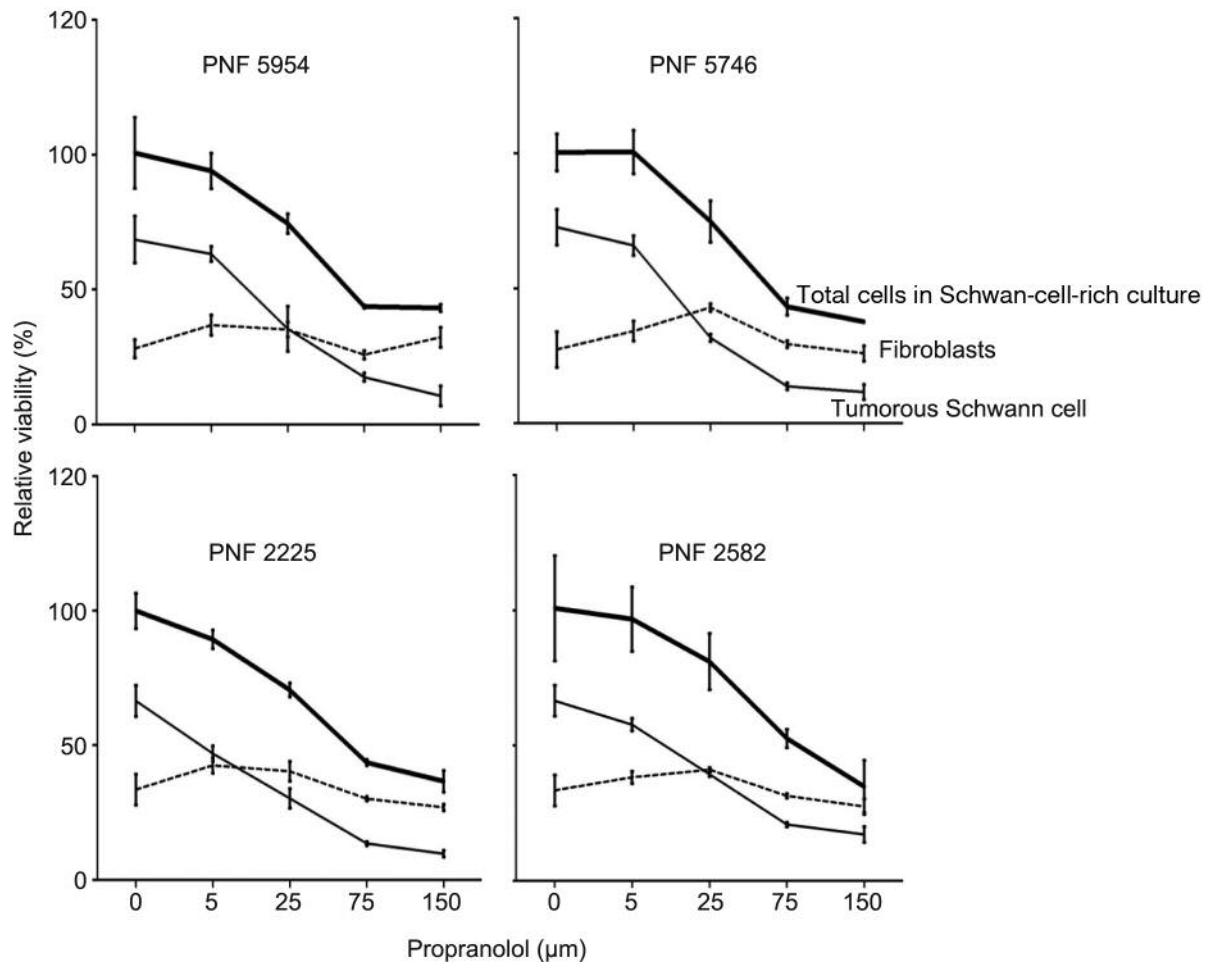 120
PNF 5954
PNF 5746
100
50
0
Total cells in Schwan-cell-rich culture
Fibroblasts
Tumorous Schwann cell
Relative viability (%)
120
PNF 2225
PNF 2582
100
50
0
0 5 25 75 150
0 5 25 75 150
Propranolol (µm)